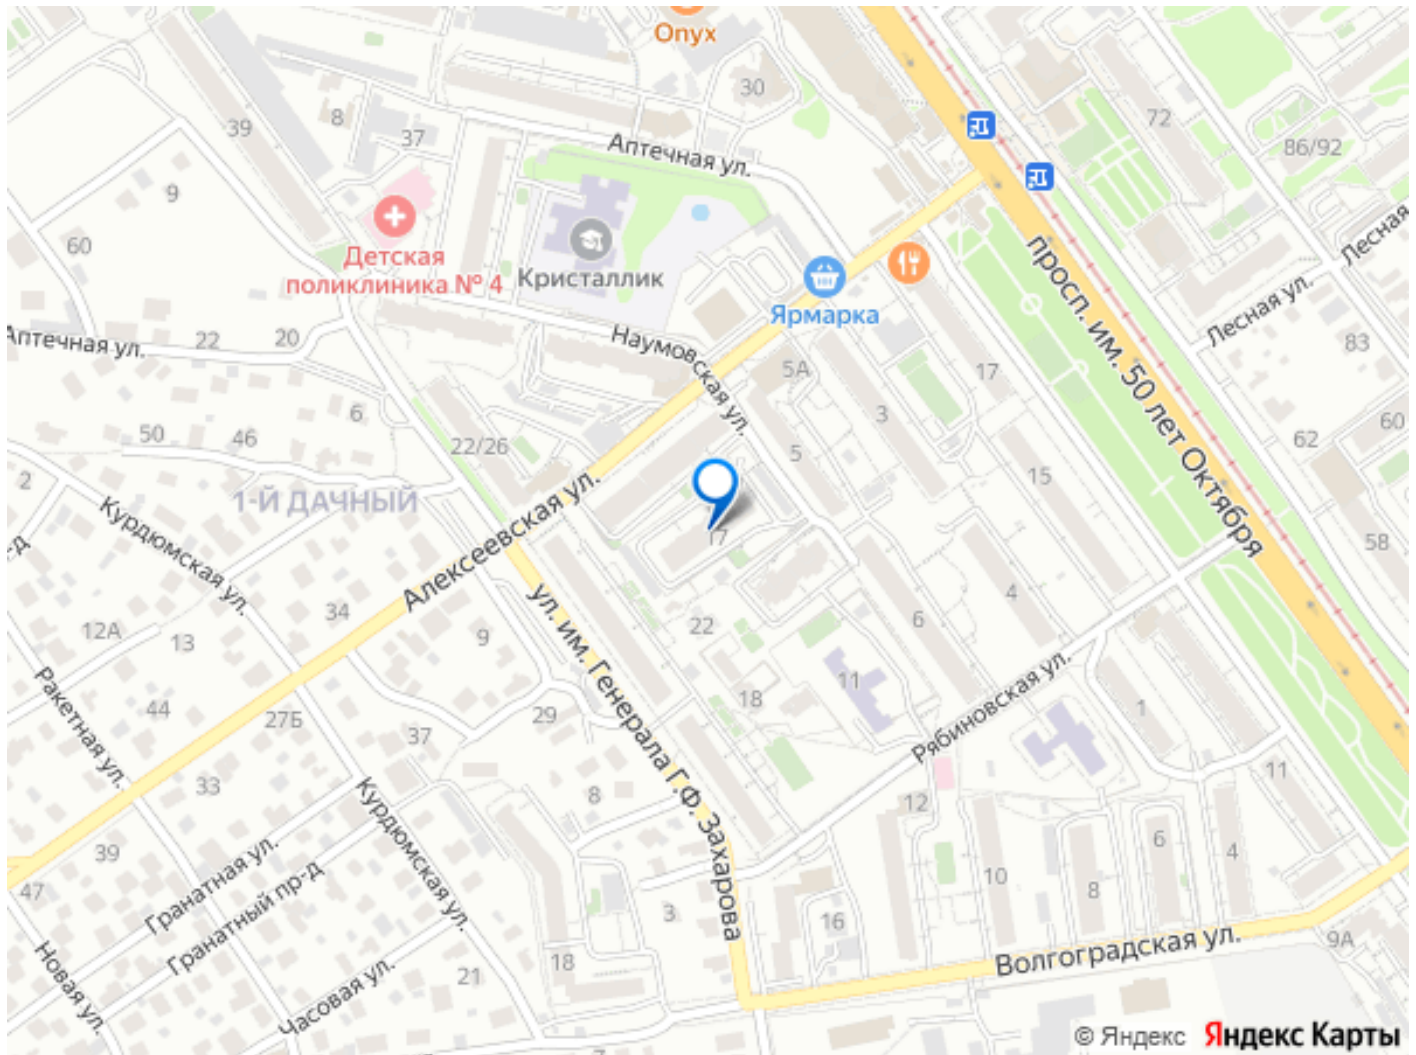 Опух
30
72
39
8
37
Аптечная ул.
86/92
9
60
Детская
поликлиника № 4
Кристаллик
Ярмарка
просп. им. 50 лет Октября
Лесная
Лесная ул.
83
Аптечная ул.
22
20
Наумовская ул.
5А
17
3
6
50
46
22/26
5
62
60
15
2
1-Й ДАЧНЫЙ
Алексеевская ул.
17
58
Курдюмская ул.
-д
34
4
12А
13
9
22
6
ул. им. Генерала Г.Ф. Захарова
11
18
Рябиновская ул.
Ракетная ул.
44
27Б
29
37
1
33
8
11
Курдюмская ул.
12
39
6
4
47
Гранатная ул.
10
8
Гранатный пр-д
3
16
Волгоградская ул.
9А
Новая ул.
18
21
Часовая ул.
7
© Яндекс Яндекс Карты